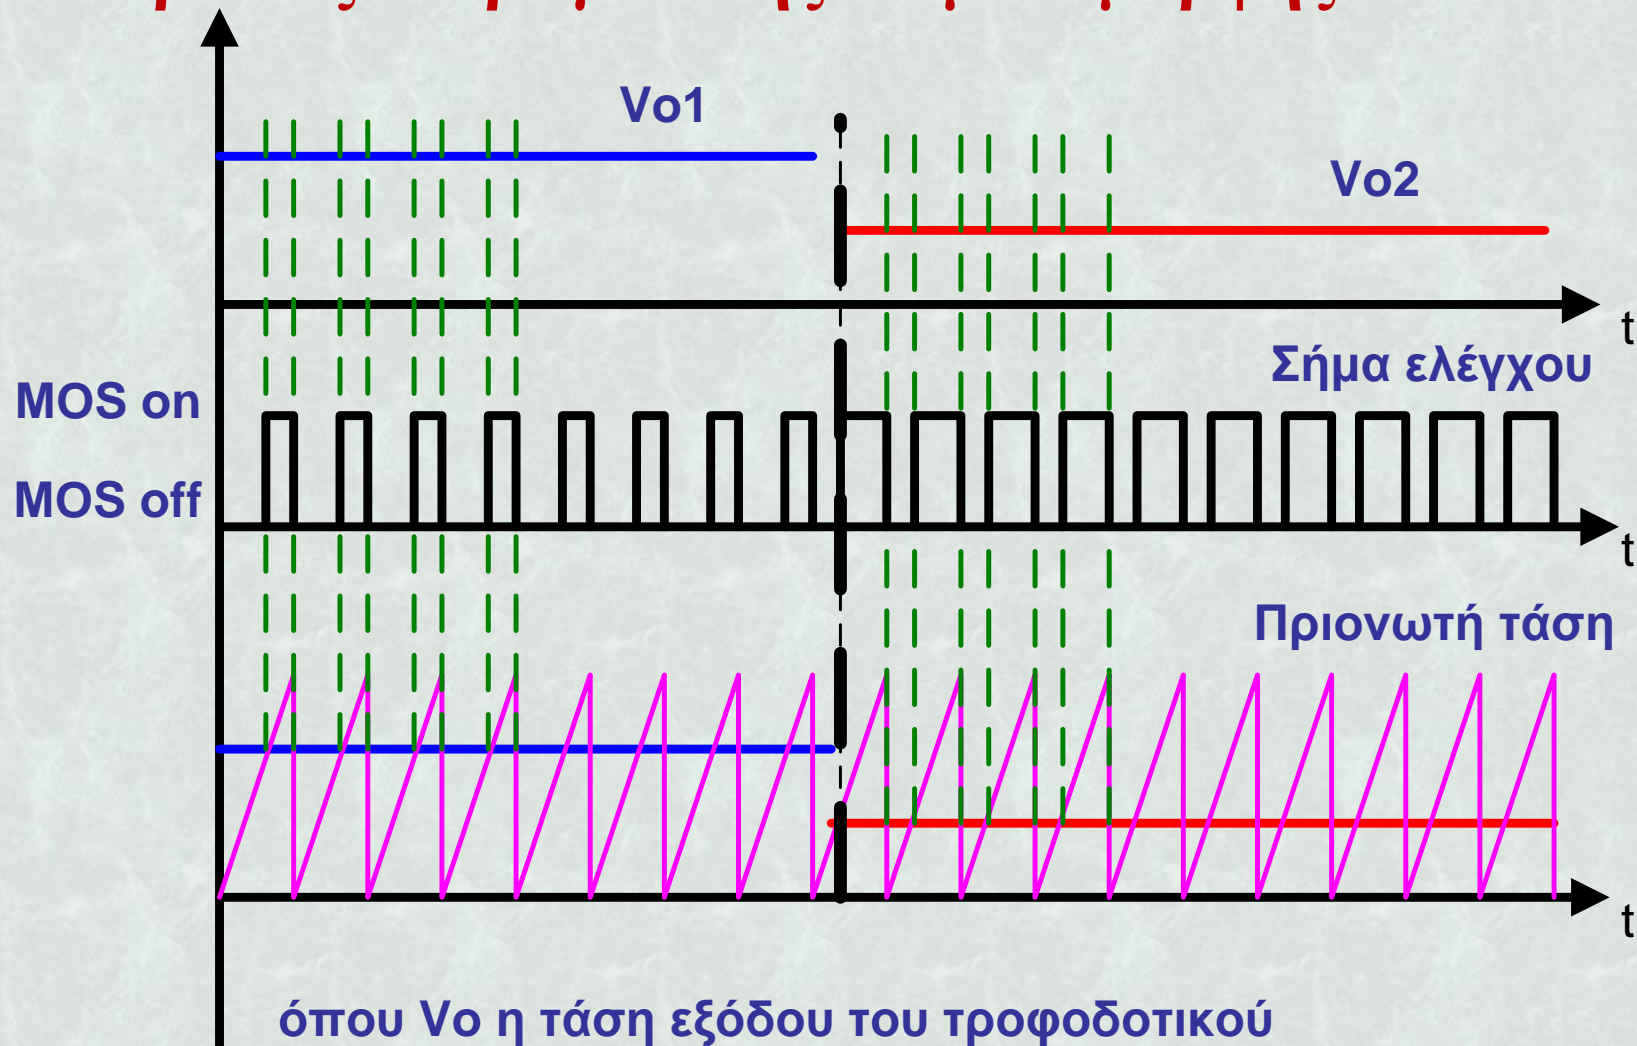 Vo1
Vo2
t
Σήμα ελέγχου
MOS on
MOS off
t
Πριονωτή τάση
t
όπου Vo η τάση εξόδου του τροφοδοτικού